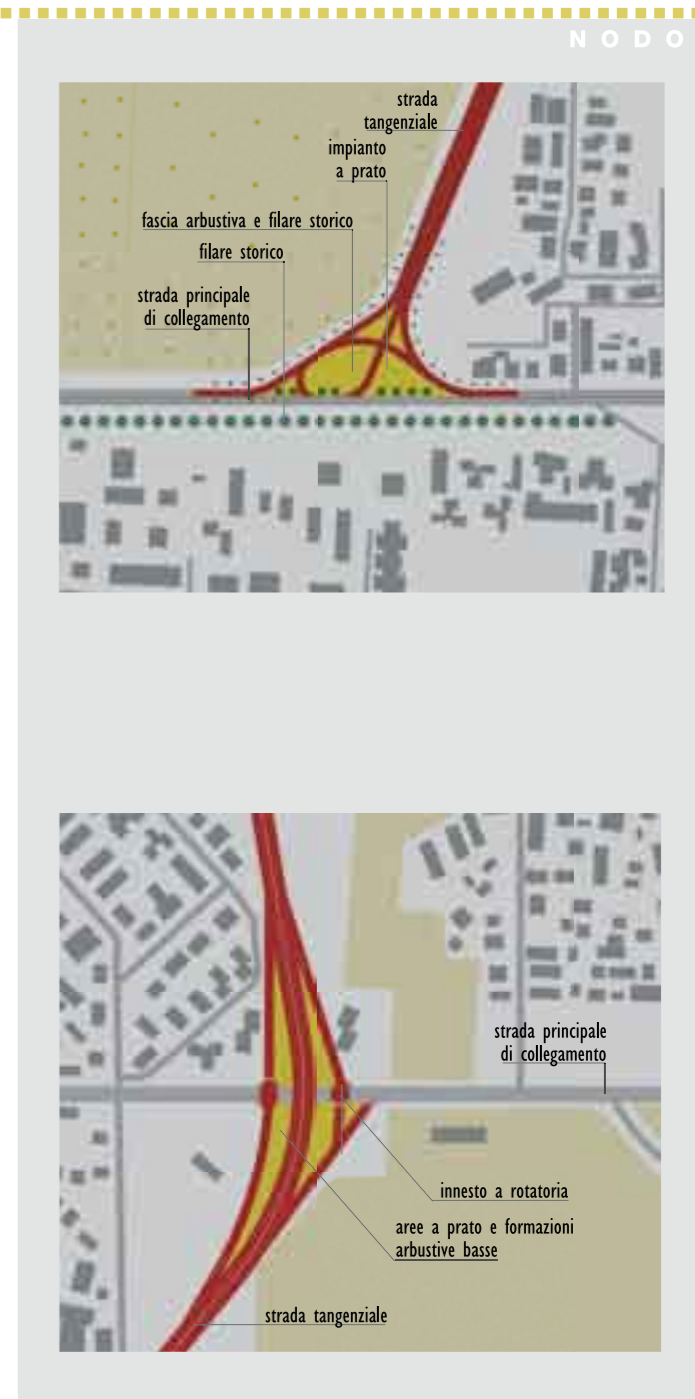 NODO
strada
tangenziale
impianto
a prato
fascia arbustiva e filare storico
filare storico
strada principale
di collegamento
strada principale
di collegamento
innesto a rotatoria
aree a prato e formazioni
arbustive basse
strada tangenziale